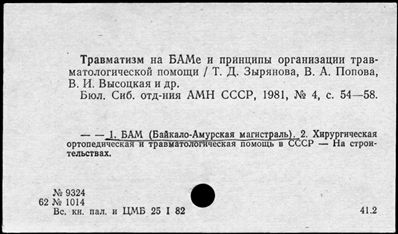 Травматизм на БАМе и принципы организации трав-
матологической помощи / Т. Д. Зырянова, В. А. Попова,
В. И. Высоцкая и др.
Бюл. Сиб. отд-ния АМН СССР, 1981, № 4, с. 54—58.
— — 1. БАМ (Байкало-Амурская магистраль). 2. Хирургическая
ортопедическая и травматологическая помощь в СССР — На строи-
тельствах.
№ 9324
62 № 1014
Вс. кн. пал. и ЦМБ 25 I 82
41.2